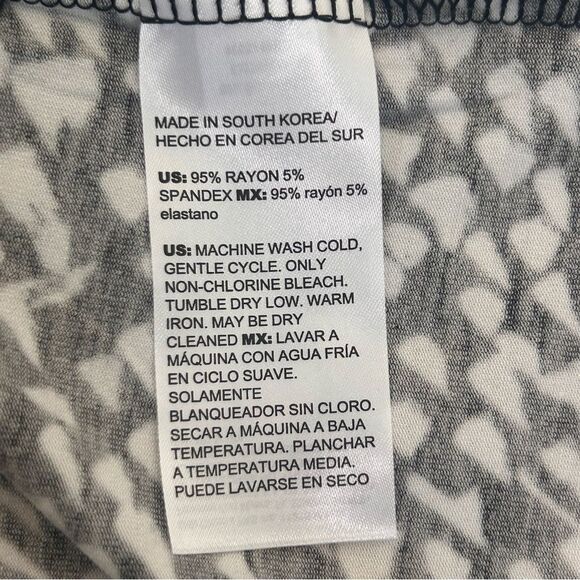 MADE IN SOUTH KOREA/
HECHO EN COREA DEL SUR
US: 95% RAYON 5%
SPANDEX MX: 95% rayón 5%
elastano
US: MACHINE WASH COLD,
GENTLE CYCLE. ONLY
NON-CHLORINE BLEACH.
TUMBLE DRY LOW. WARM
IRON. MAY BE DRY
CLEANED MX: LAVAR A
MÁQUINA CON AGUA FRÍA
EN CICLO SUAVE.
SOLAMENTE
BLANQUEADOR SIN CLORO.
SECAR A MÁQUINA A BAJA
TEMPERATURA. PLANCHAR
A TEMPERATURA MEDIA.
PUEDE LAVARSE EN SECO